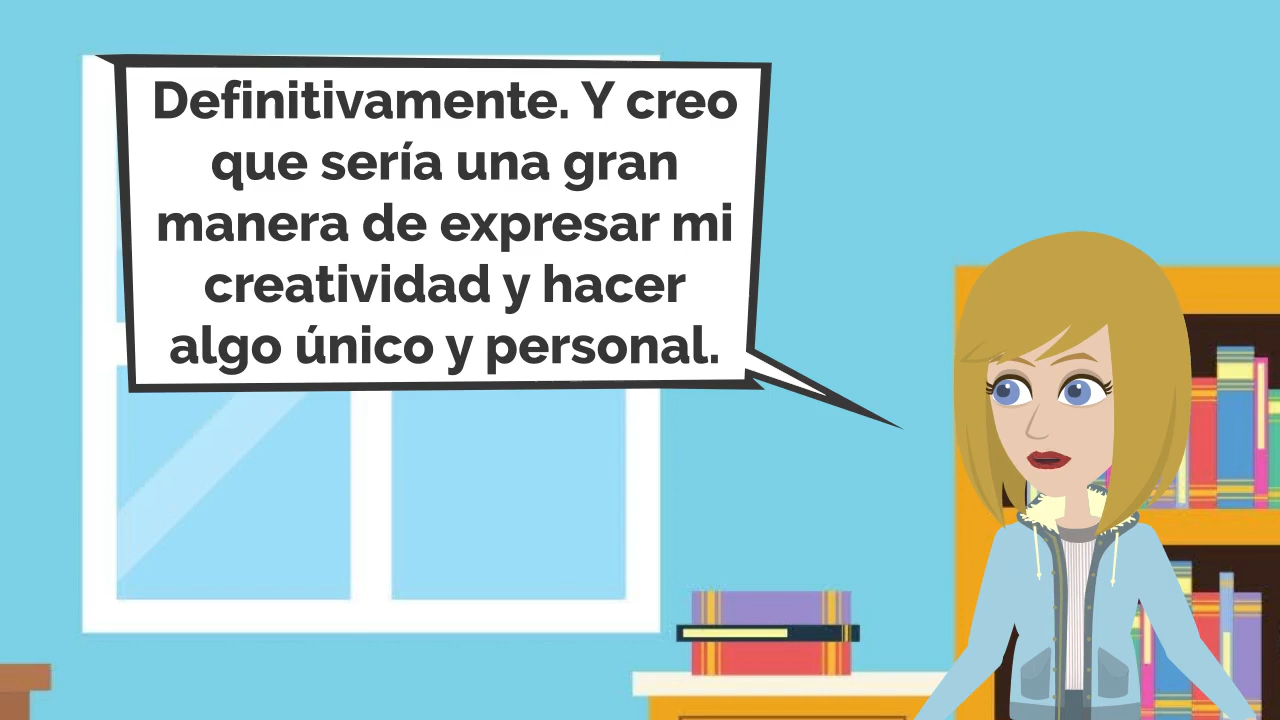 Definitivamente. Y creo
que sería una gran
manera de expresar mi
creatividad y hacer
algo único y personal.